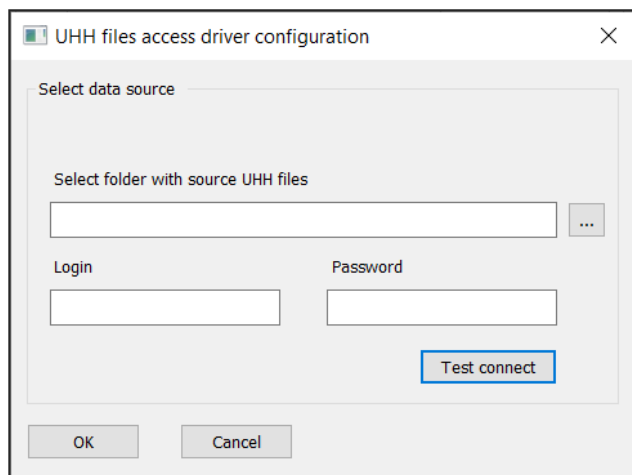 UHH files access driver configuration
Select data source
Select folder with source UHH files
...
Login Password
Test connect
OK Cancel